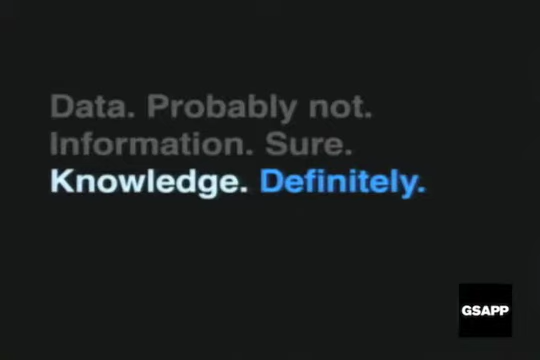 Data. Probably not.
Information. Sure.
Knowledge. Definitely.
GSAPP